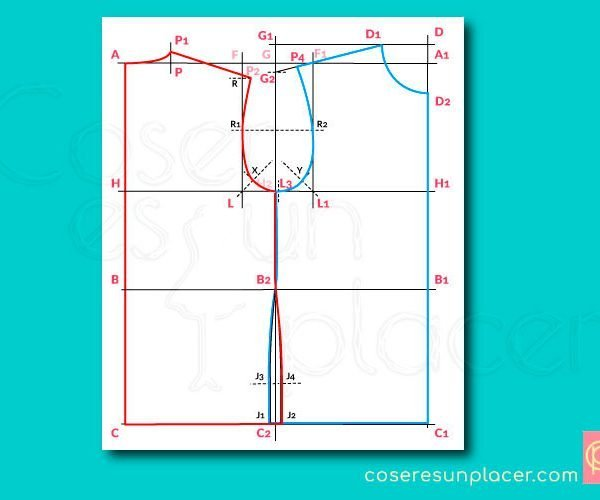 G1
D1
D
P1
A
F
G
F1
A1
P
P2
P4
G2
R
D2
R1
R2
X
Y
H
L3
H1
L
L1
B
B2
B1
J3
J4
J1
J2
C
C2
C1
Coser
es un
placer
coseresunplacer.com